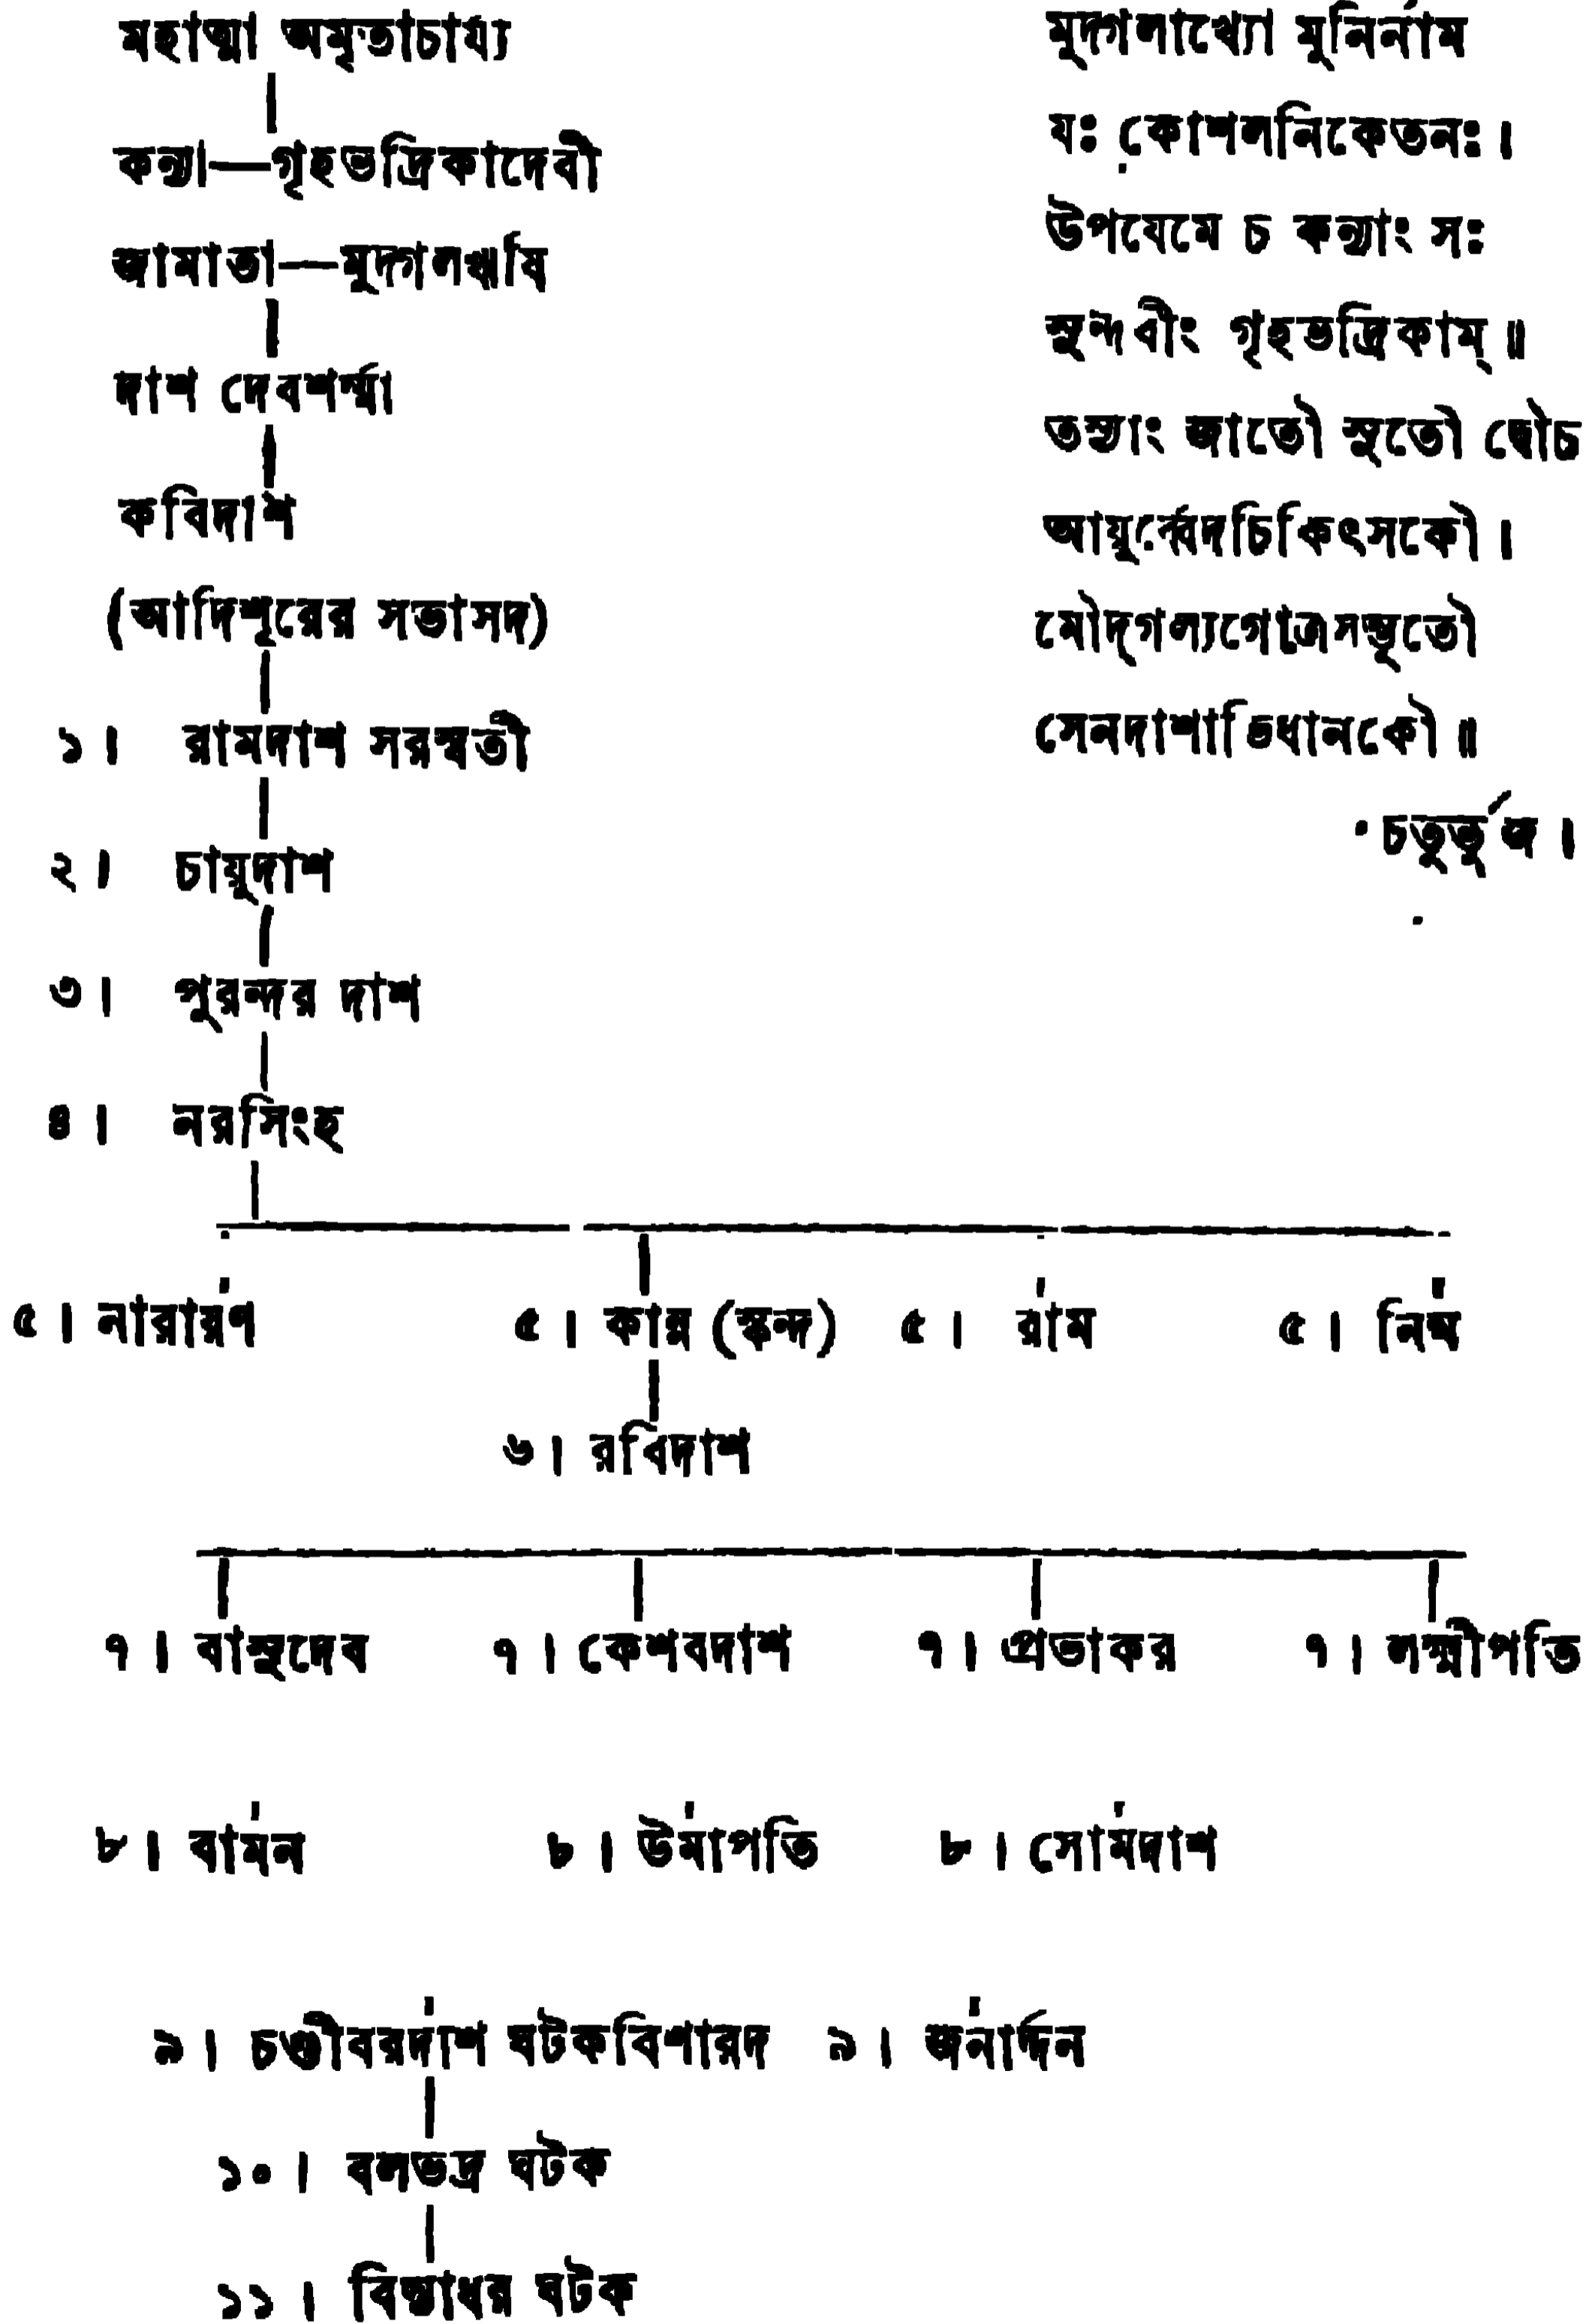 মহাত্মা অমৃতাচার্য্য
কন্যা—গৃহভদ্রিকাদেবী
জামাতা—মুদ্গলঋষি
দাশ দেবশর্ম্মা
কবিদাশ
(আদিশূরের সভাসদ)
১। রামদাশ সরস্বতী
২। চায়ুদাশ
৩। পুরন্দর দাশ
৪। নরসিংহ
মুদ্গলাখ্যো মুনির্নাম
যঃ কোশলনিকেতনঃ।
উপযেমে চ কন্যাং সঃ
সুন্দবীং গৃহভদ্রিকাম্॥
তস্যাং জাতৌ সুতৌ দ্বৌচ
আয়ুর্ব্বেদচিকিৎসকৌ।
মৌদ্‌গল্যগোত্রসম্ভূতৌ
সেনদাশাভিধানকৌ॥
চতুর্ভুজ।
৫। নারায়ণ ৫। কান্ন (স্কন্দ) ৫। রাম ৫। নিম
৬। রবিদাশ
৭। বাসুদেব ৭। কেশবদাশ ৭। প্রভাকর ৭। লক্ষ্মীপতি
৮। বামন ৮। উমাপতি ৮। সোমদাশ
৯। চণ্ডীবরদাশ ঘটকবিশারদ ৯। জনার্দ্দন
১০। বলভদ্র ঘটক
১১। বিদ্যাধর ঘটক